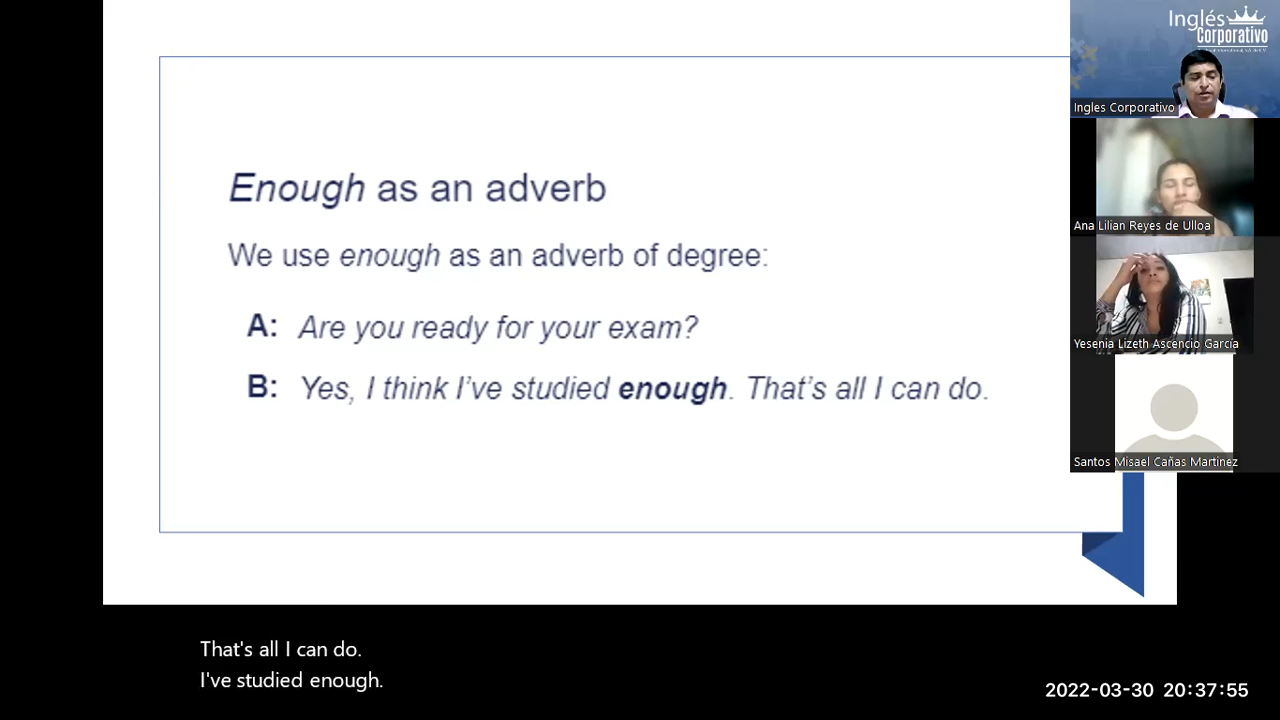 Enough as an adverb
We use enough as an adverb of degree:
A: Are you ready for your exam?
B: Yes, I think I've studied enough. That's all I can do.
Inglés
Corporativo
Ingles Corporativo
Ana Lilian Reyes de Ulloa
Yesenia Lizeth Ascencio García
Santos Misael Cañas Martinez
That's all I can do.
I've studied enough.
2022-03-30 20:37:55